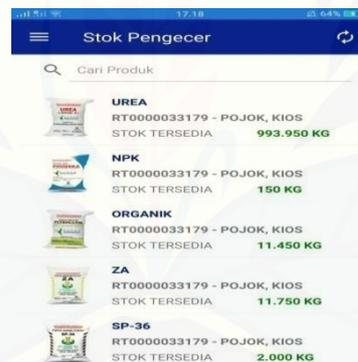 17.18
64%
Stok Pengecer
Cari Produk
UREA
RT0000033179 - POJOK, KIOS
STOK TERSEDIA 993.950 KG
NPK
RT0000033179 - POJOK, KIOS
STOK TERSEDIA 150 KG
ORGANIK
RT0000033179 - POJOK, KIOS
STOK TERSEDIA 11.450 KG
ZA
RT0000033179 - POJOK, KIOS
STOK TERSEDIA 11.750 KG
SP-36
RT0000033179 - POJOK, KIOS
STOK TERSEDIA 2.000 KG